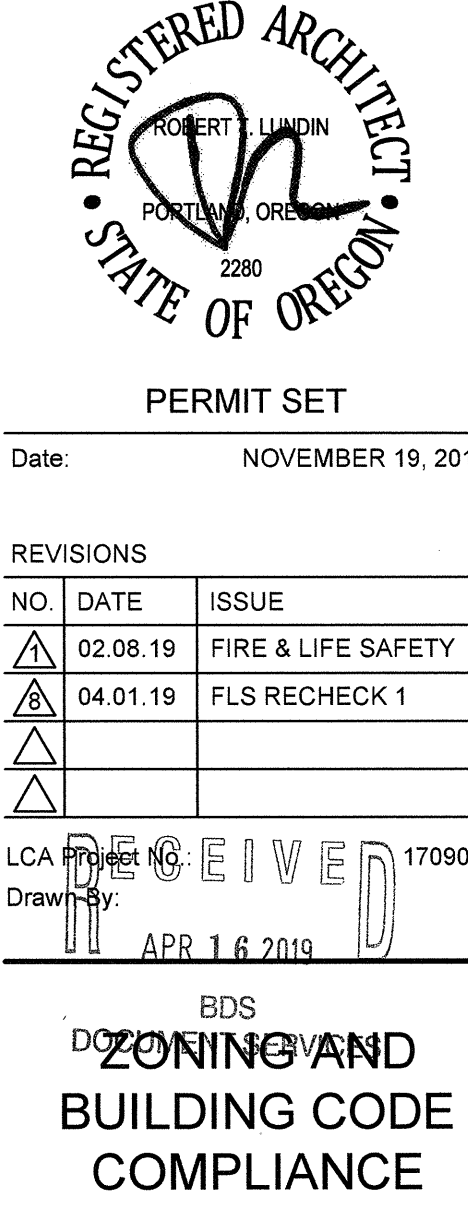 REGISTERED ARCHITECT
ROBERT T. LUNDIN
PORTLAND, OREGON
2280
STATE OF OREGON
PERMIT SET
Date: NOVEMBER 19, 201
REVISIONS
NO. DATE ISSUE
1 02.08.19 FIRE & LIFE SAFETY
8 04.01.19 FLS RECHECK 1
LCA Project No.: 17090
Drawn By:
RECEIVED
APR 16 2019
BDS
DOCUMENT SERVICES
ZONING AND
BUILDING CODE
COMPLIANCE